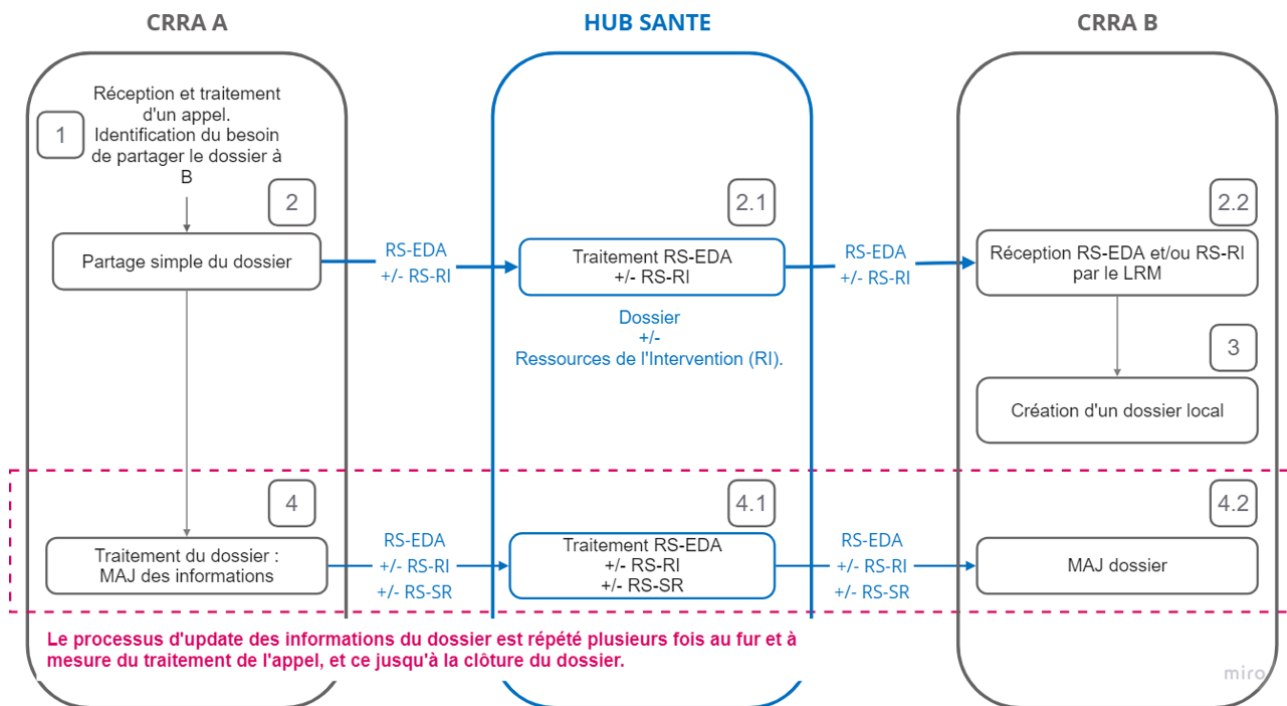 CRRA A
HUB SANTE
CRRA B
1
Réception et traitement
d'un appel.
Identification du besoin
de partager le dossier à
B
2
Partage simple du dossier
RS-EDA
+/- RS-RI
2.1
Traitement RS-EDA
+/- RS-RI
Dossier
+/-
Ressources de l'Intervention (RI).
RS-EDA
+/- RS-RI
2.2
Réception RS-EDA et/ou RS-RI
par le LRM
3
Création d'un dossier local
4
Traitement du dossier :
MAJ des informations
RS-EDA
+/- RS-RI
+/- RS-SR
4.1
Traitement RS-EDA
+/- RS-RI
+/- RS-SR
RS-EDA
+/- RS-RI
+/- RS-SR
4.2
MAJ dossier
Le processus d'update des informations du dossier est répété plusieurs fois au fur et à
mesure du traitement de l'appel, et ce jusqu'à la clôture du dossier.
miro